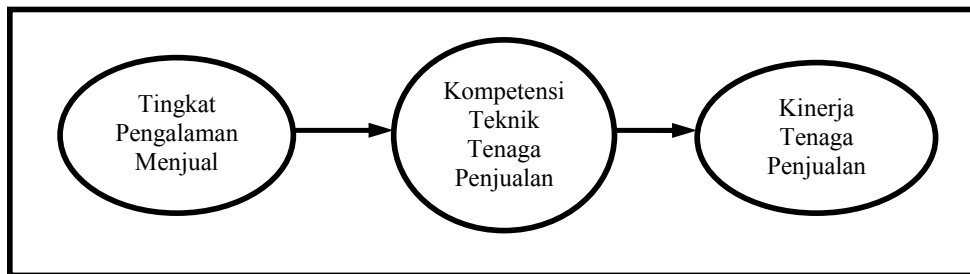 Tingkat
Pengalaman
Menjual
Kompetensi
Teknik
Tenaga
Penjualan
Kinerja
Tenaga
Penjualan